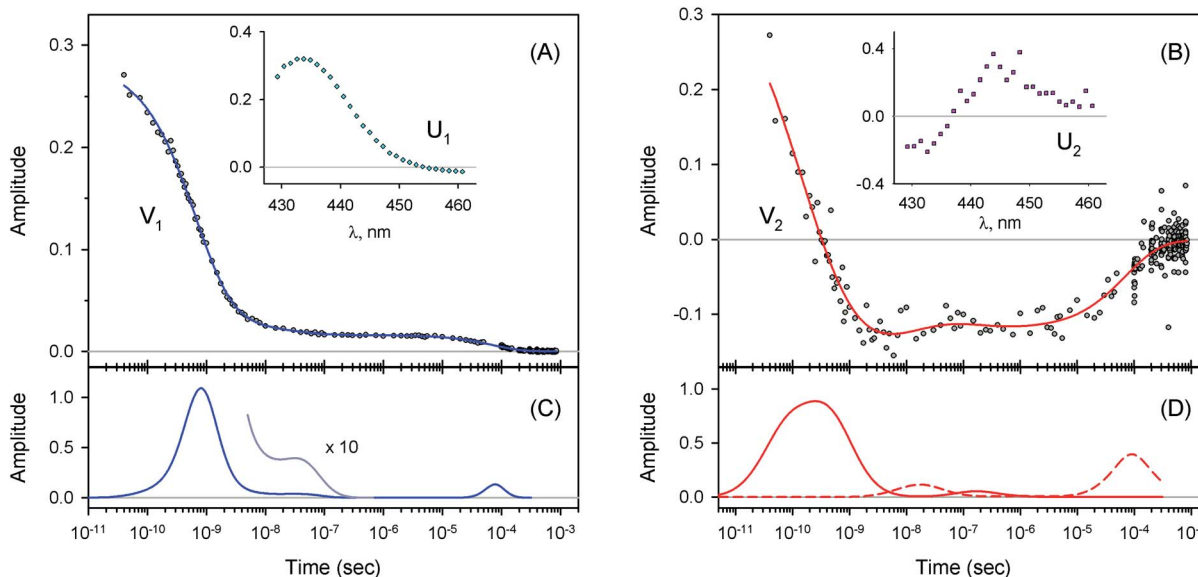 (A)
Amplitude
0.3
0.2
0.1
0.0
V1
0.4
0.2
0.0
U1
430 440 450 460
λ, nm
(B)
Amplitude
0.3
0.2
0.1
0.0
-0.1
V2
0.4
0.0
-0.4
U2
430 440 450 460
λ, nm
(C)
Amplitude
1.0
0.5
0.0
x 10
10-11 10-10 10-9 10-8 10-7 10-6 10-5 10-4 10-3
Time (sec)
(D)
Amplitude
1.0
0.5
0.0
10-11 10-10 10-9 10-8 10-7 10-6 10-5 10-4
Time (sec)